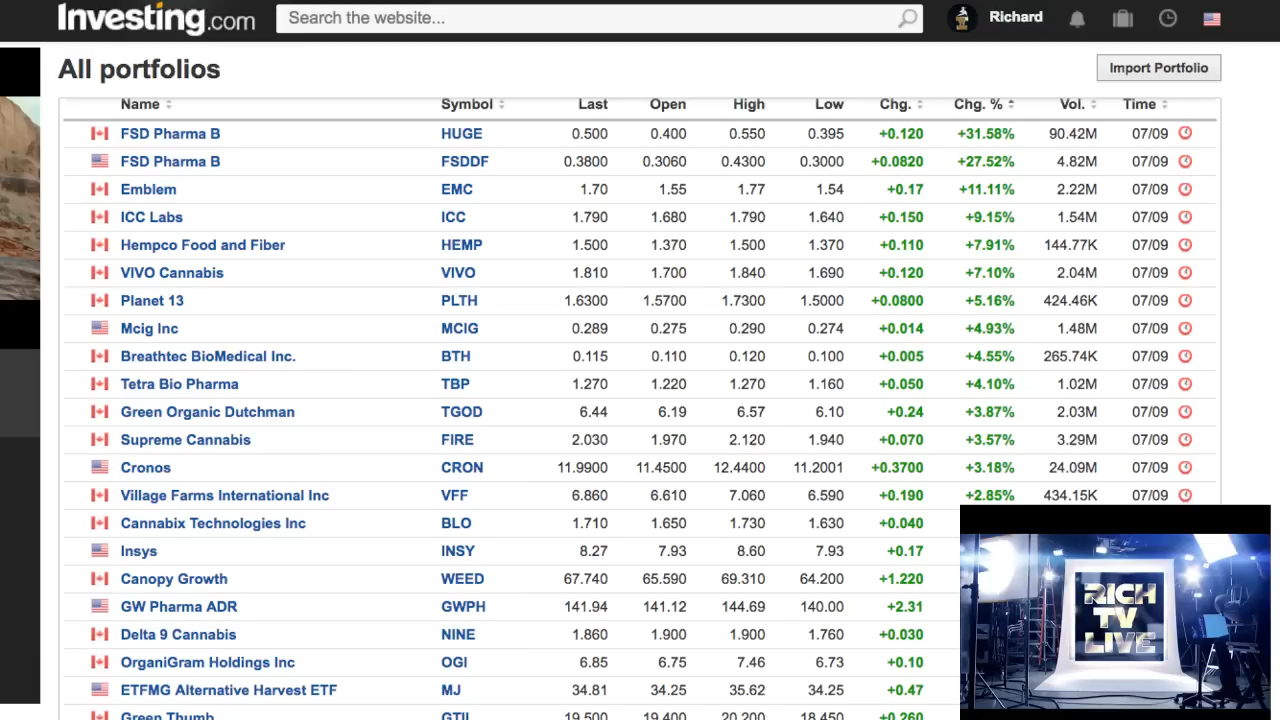 Investing.com Search the website... Richard
All portfolios Import Portfolio
Name Symbol Last Open High Low Chg. Chg. % Vol. Time
FSD Pharma B HUGE 0.500 0.400 0.550 0.395 +0.120 +31.58% 90.42M 07/09
FSD Pharma B FSDDF 0.3800 0.3060 0.4300 0.3000 +0.0820 +27.52% 4.82M 07/09
Emblem EMC 1.70 1.55 1.77 1.54 +0.17 +11.11% 2.22M 07/09
ICC Labs ICC 1.790 1.680 1.790 1.640 +0.150 +9.15% 1.54M 07/09
Hempco Food and Fiber HEMP 1.500 1.370 1.500 1.370 +0.110 +7.91% 144.77K 07/09
VIVO Cannabis VIVO 1.810 1.700 1.840 1.690 +0.120 +7.10% 2.04M 07/09
Planet 13 PLTH 1.6300 1.5700 1.7300 1.5000 +0.0800 +5.16% 424.46K 07/09
Mcig Inc MCIG 0.289 0.275 0.290 0.274 +0.014 +4.93% 1.48M 07/09
Breathtec BioMedical Inc. BTH 0.115 0.110 0.120 0.100 +0.005 +4.55% 265.74K 07/09
Tetra Bio Pharma TBP 1.270 1.220 1.270 1.160 +0.050 +4.10% 1.02M 07/09
Green Organic Dutchman TGOD 6.44 6.19 6.57 6.10 +0.24 +3.87% 2.03M 07/09
Supreme Cannabis FIRE 2.030 1.970 2.120 1.940 +0.070 +3.57% 3.29M 07/09
Cronos CRON 11.9900 11.4500 12.4400 11.2001 +0.3700 +3.18% 24.09M 07/09
Village Farms International Inc VFF 6.860 6.610 7.060 6.590 +0.190 +2.85% 434.15K 07/09
Cannabix Technologies Inc BLO 1.710 1.650 1.730 1.630 +0.040
Insys INSY 8.27 7.93 8.60 7.93 +0.17
Canopy Growth WEED 67.740 65.590 69.310 64.200 +1.220
GW Pharma ADR GWPH 141.94 141.12 144.69 140.00 +2.31
Delta 9 Cannabis NINE 1.860 1.900 1.900 1.760 +0.030
OrganiGram Holdings Inc OGI 6.85 6.75 7.46 6.73 +0.10
ETFMG Alternative Harvest ETF MJ 34.81 34.25 35.62 34.25 +0.47
Green Thumb GTII 19.500 19.400 20.200 18.450 +0.260
RICH
TV
LIVE